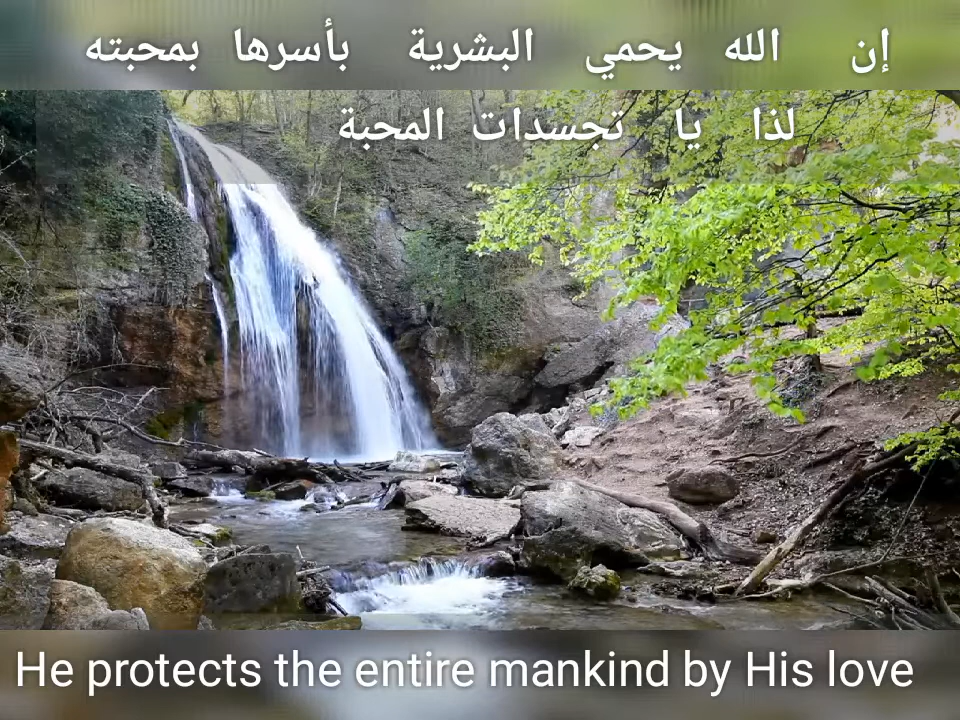 إن الله يحمي البشرية بأسرها بمحبته
لذا يا تجسدات المحبة
He protects the entire mankind by His love